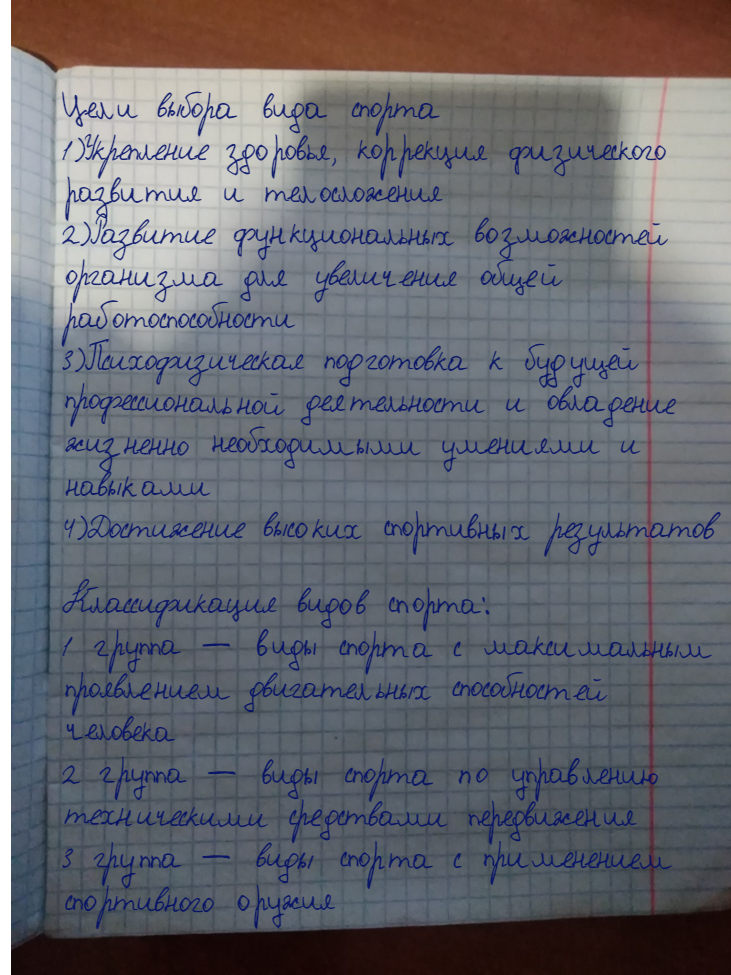 Цели выбора вида спорта
1)Укрепление здоровья, коррекция физического
развития и телосложения
2)Развитие функциональных возможностей
организма для увеличения общей
работоспособности
3)Психофизическая подготовка к будущей
профессиональной деятельности и овладение
жизненно необходимыми умениями и
навыками
4)Достижение высоких спортивных результатов
Классификация видов спорта:
1 группа — виды спорта с максимальным
проявлением двигательных способностей
человека
2 группа — виды спорта по управлению
техническими средствами передвижения
3 группа — виды спорта с применением
спортивного оружия